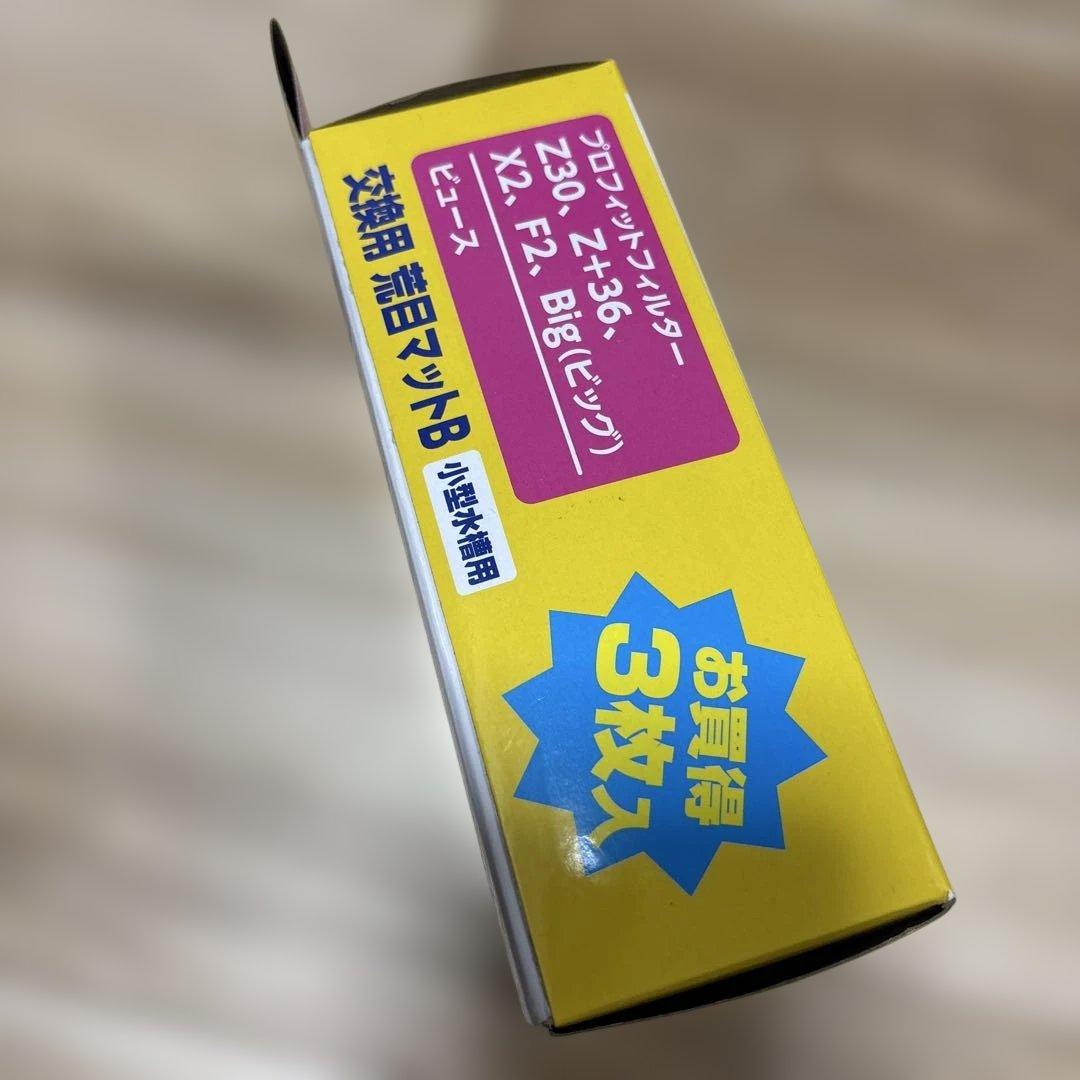 プロフィットフィルター
Z30、Z+36、
X2、F2、Big(ビッグ)
ビュース
交換用 荒目マットB
小型水槽用
お買得
3枚入